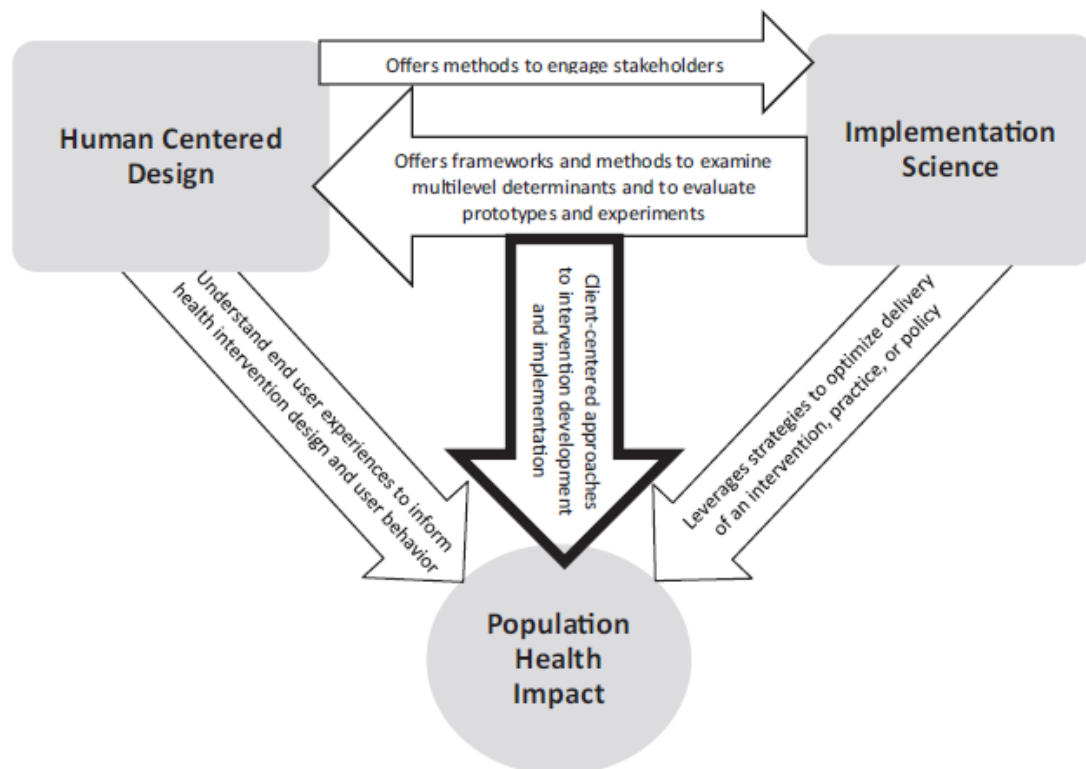 Offers methods to engage stakeholders
Human Centered
Design
Implementation
Science
Offers frameworks and methods to examine
multilevel determinants and to evaluate
prototypes and experiments
Understand end user experiences to inform
health intervention design and user behavior
Client-centered approaches
to intervention development
and implementation
Leverages strategies to optimize delivery
of an intervention, practice, or policy
Population
Health
Impact